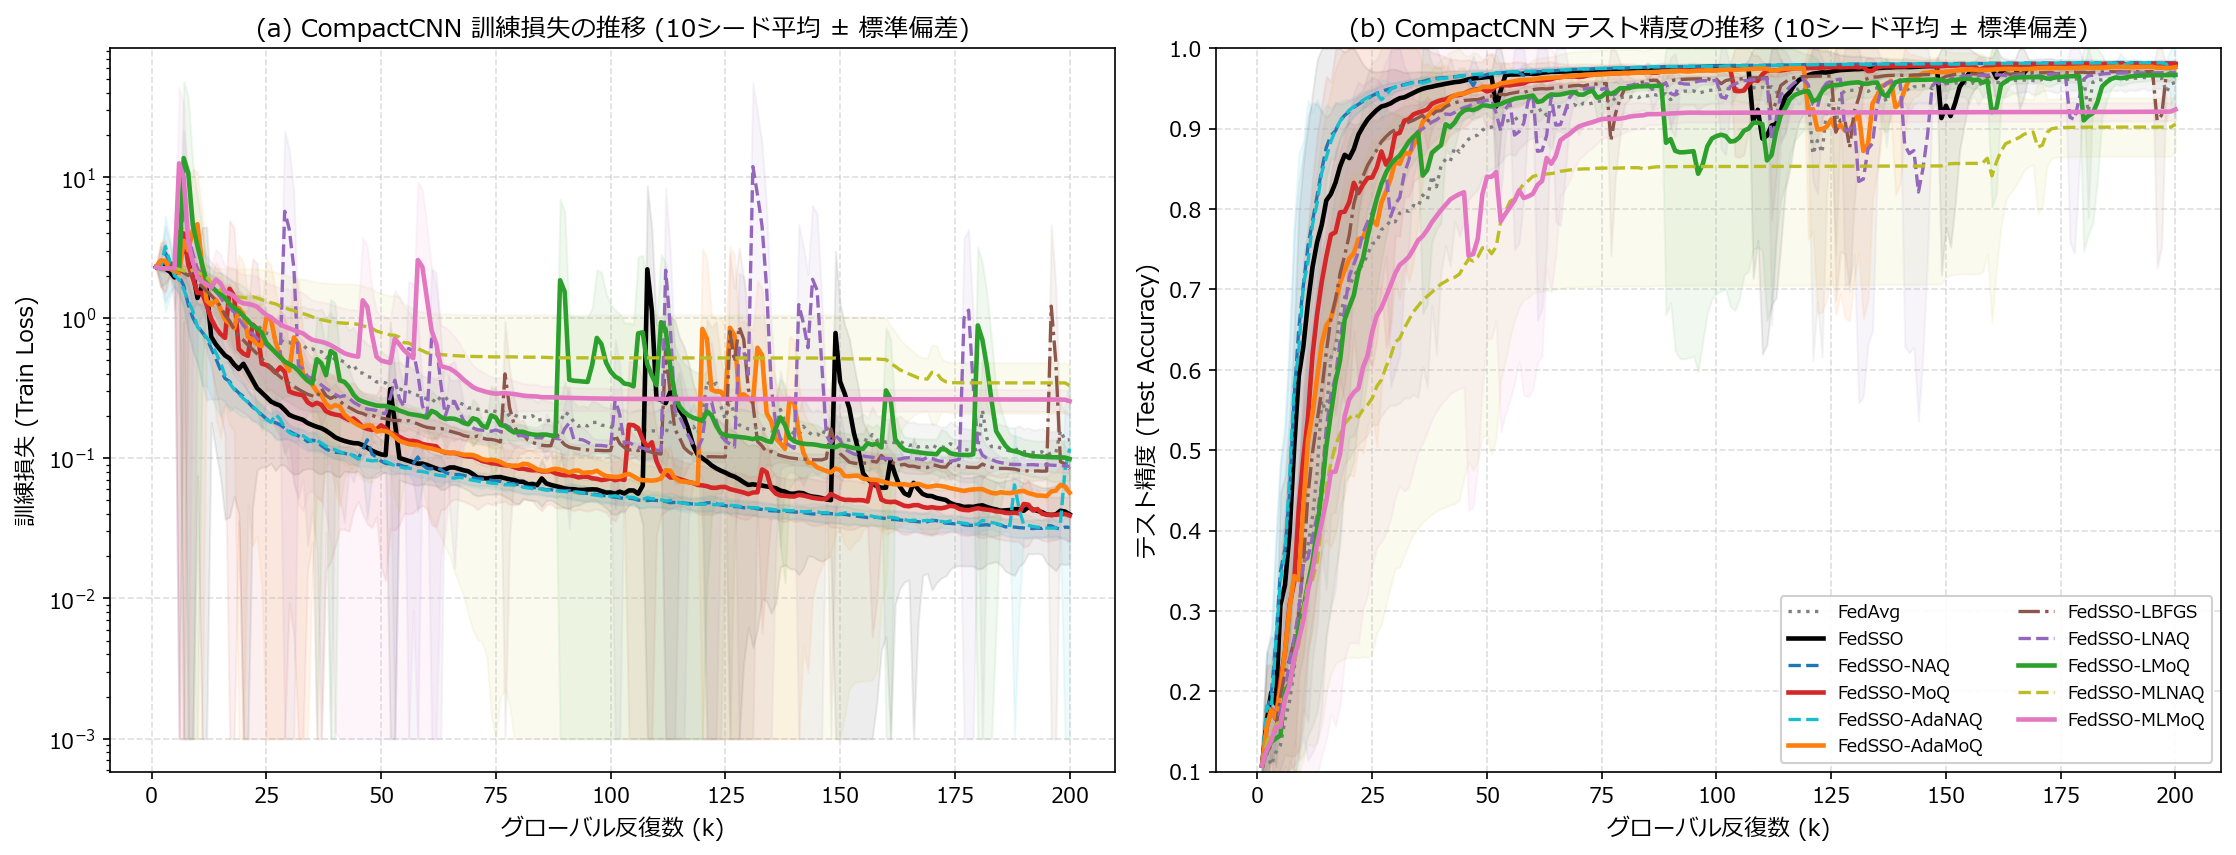 (a) CompactCNN 訓練損失の推移 (10シード平均 ± 標準偏差)
訓練損失 (Train Loss)
10¹
10⁰
10⁻¹
10⁻²
10⁻³
0 25 50 75 100 125 150 175 200
グローバル反復数 (k)
(b) CompactCNN テスト精度の推移 (10シード平均 ± 標準偏差)
テスト精度 (Test Accuracy)
1.0
0.9
0.8
0.7
0.6
0.5
0.4
0.3
0.2
0.1
0 25 50 75 100 125 150 175 200
グローバル反復数 (k)
FedAvg
FedSSO
FedSSO-NAQ
FedSSO-MoQ
FedSSO-AdaNAQ
FedSSO-AdaMoQ
FedSSO-LBFGS
FedSSO-LNAQ
FedSSO-LMoQ
FedSSO-MLNAQ
FedSSO-MLMoQ